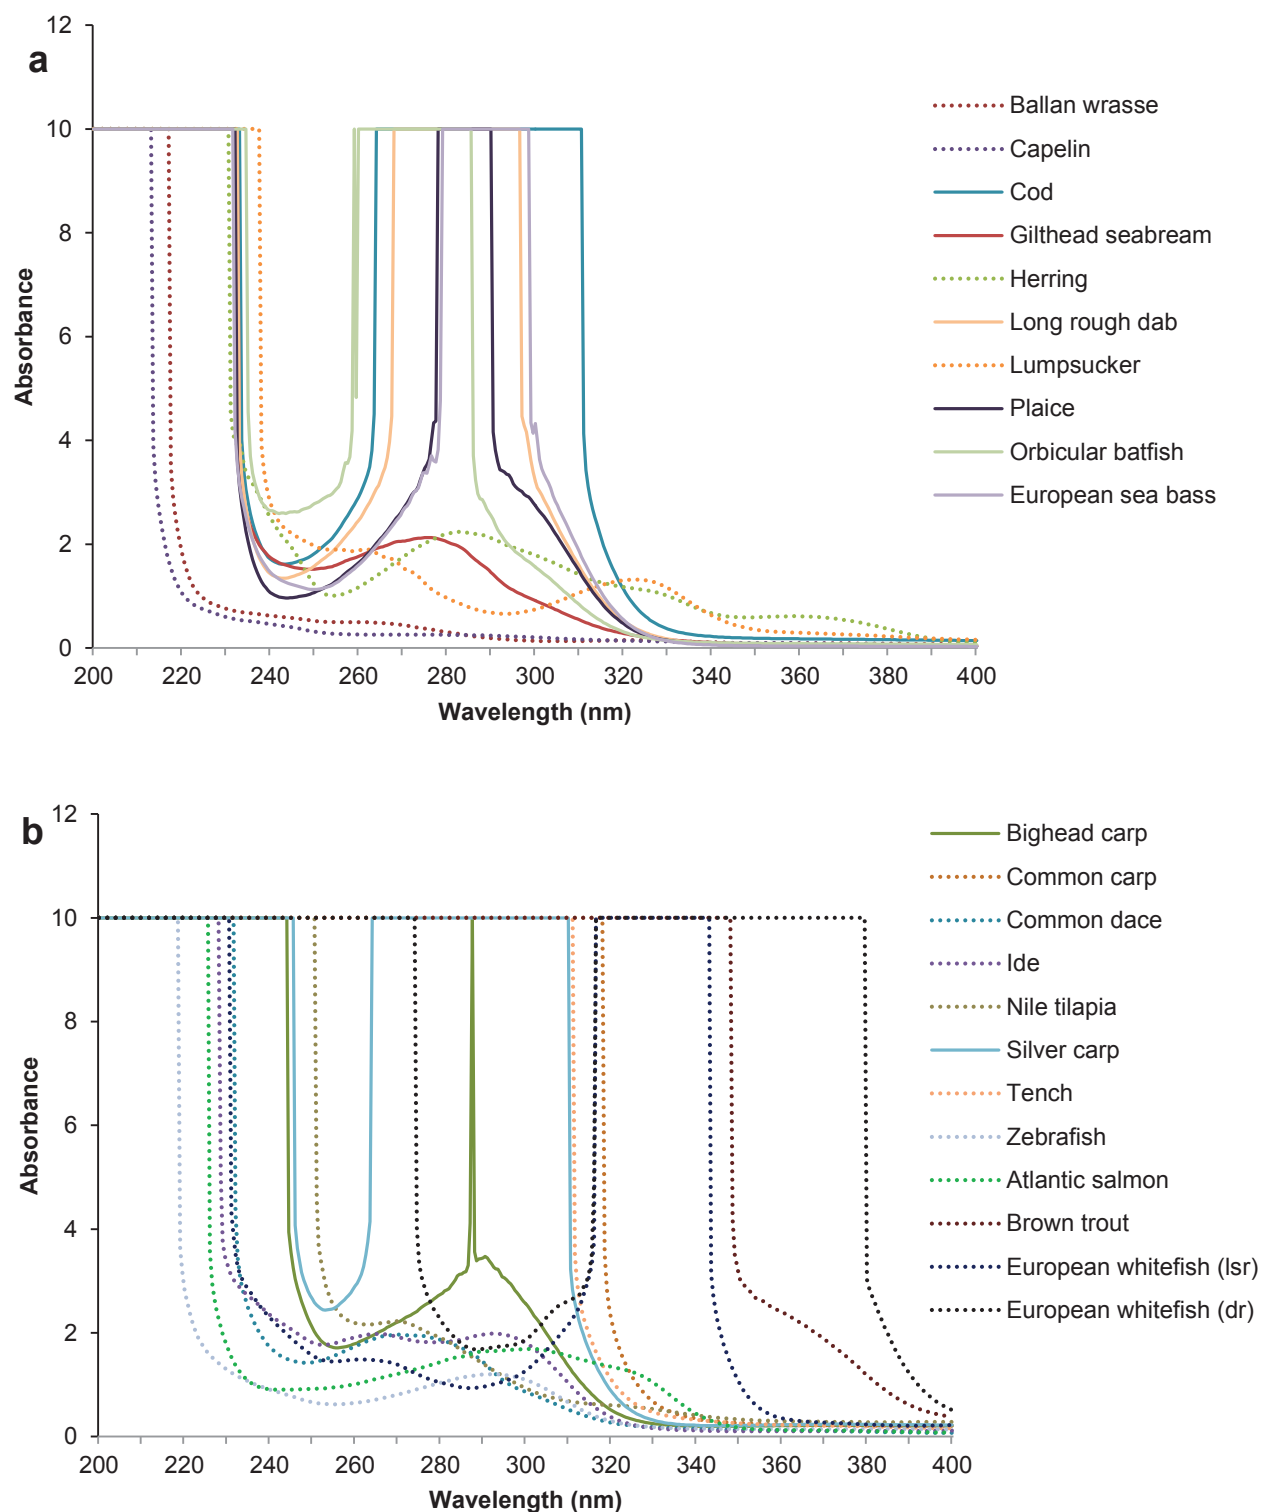 a
12
10
8
6
4
2
0
Absorbance
200 220 240 260 280 300 320 340 360 380 400
Wavelength (nm)
Ballan wrasse
Capelin
Cod
Gilthead seabream
Herring
Long rough dab
Lumpsucker
Plaice
Orbicular batfish
European sea bass
b
12
10
8
6
4
2
0
Absorbance
200 220 240 260 280 300 320 340 360 380 400
Wavelength (nm)
Bighead carp
Common carp
Common dace
Ide
Nile tilapia
Silver carp
Tench
Zebrafish
Atlantic salmon
Brown trout
European whitefish (lsr)
European whitefish (dr)